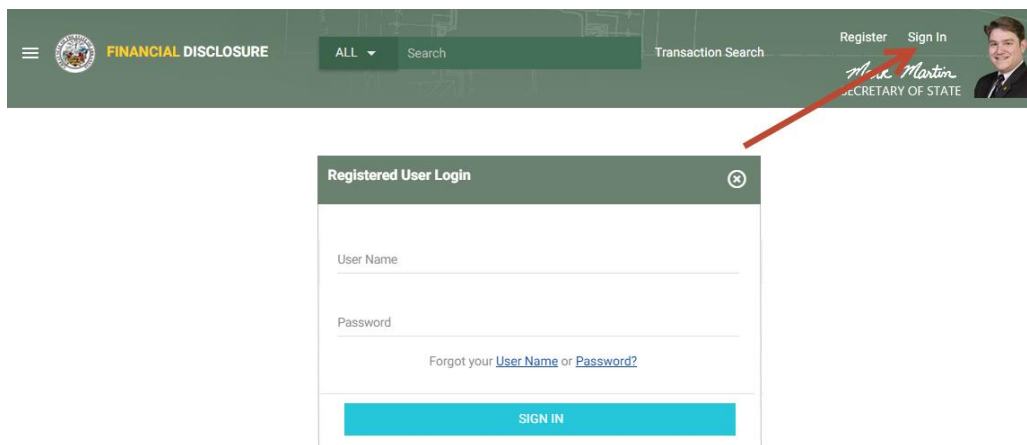 FINANCIAL DISCLOSURE
ALL
Search
Transaction Search
Register
Sign In
Mark Martin
SECRETARY OF STATE
Registered User Login
User Name
Password
Forgot your User Name or Password?
SIGN IN